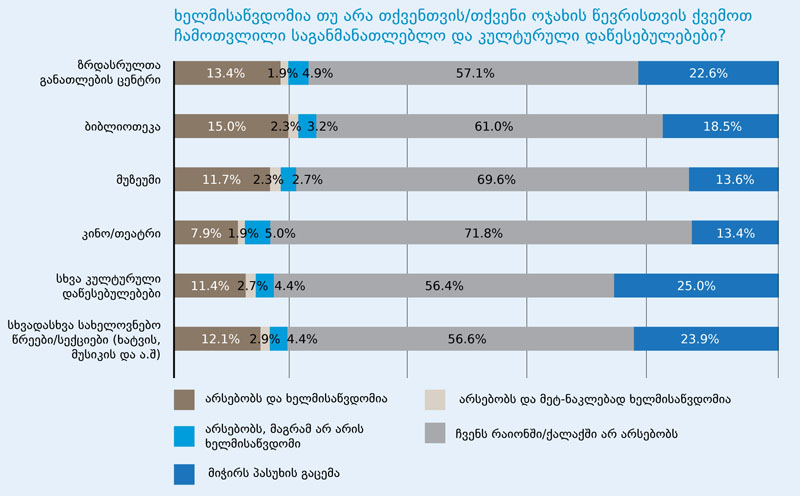 ხელმისაწვდომია თუ არა თქვენთვის/თქვენი ოჯახის წევრისთვის ქვემოთ
ჩამოთვლილი საგანმანათლებლო და კულტურული დაწესებულებები?
ზრდასრულთა
განათლების ცენტრი
13.4% 1.9% 4.9% 57.1% 22.6%
ბიბლიოთეკა
15.0% 2.3% 3.2% 61.0% 18.5%
მუზეუმი
11.7% 2.3% 2.7% 69.6% 13.6%
კინო/თეატრი
7.9% 1.9% 5.0% 71.8% 13.4%
სხვა კულტურული
დაწესებულებები
11.4% 2.7% 4.4% 56.4% 25.0%
სხვადასხვა სახელოვნებო
წრეები/სექციები (ხატვის,
მუსიკის და ა.შ)
12.1% 2.9% 4.4% 56.6% 23.9%
არსებობს და ხელმისაწვდომია
არსებობს და მეტ-ნაკლებად ხელმისაწვდომია
არსებობს, მაგრამ არ არის
ხელმისაწვდომი
ჩვენს რაიონში/ქალაქში არ არსებობს
მიჭირს პასუხის გაცემა